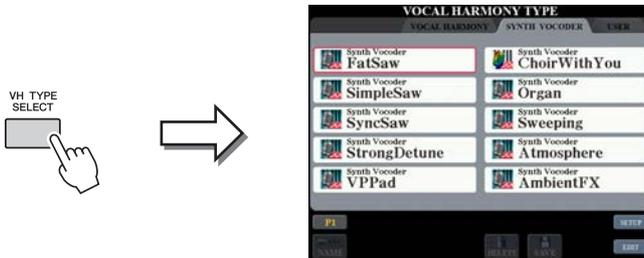 VH TYPE
SELECT
VOCAL HARMONY TYPE
VOCAL HARMONY
SYNTH VOCODER
USER
Synth Vocoder
FatSaw
Synth Vocoder
ChoirWithYou
Synth Vocoder
SimpleSaw
Synth Vocoder
Organ
Synth Vocoder
SyncSaw
Synth Vocoder
Sweeping
Synth Vocoder
StrongDetune
Synth Vocoder
Atmosphere
Synth Vocoder
VPPad
Synth Vocoder
AmbientFX
P1
SETUP
NAME
DELETE
SAVE
EDIT